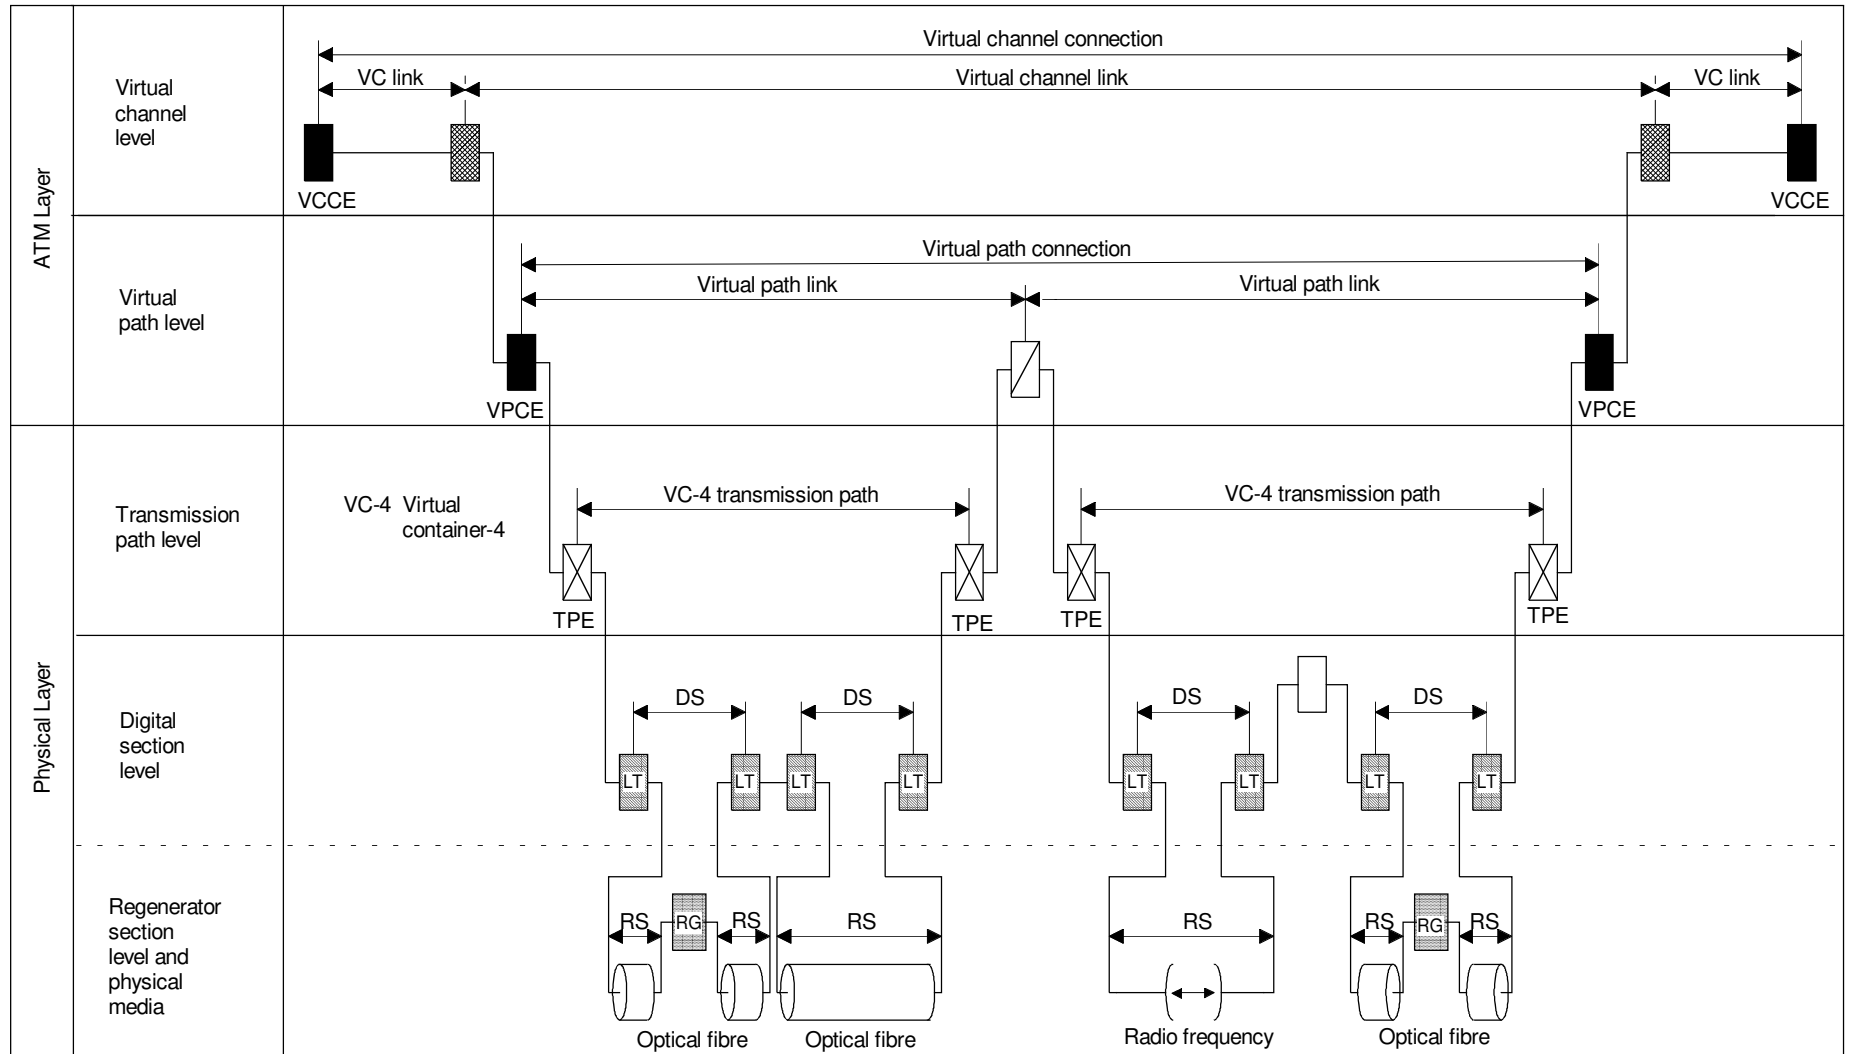 ATM Layer
Virtual
channel
level
Virtual channel connection
VC link
Virtual channel link
VC link
VCCE
VCCE
Virtual
path level
Virtual path connection
Virtual path link
Virtual path link
VPCE
VPCE
Physical Layer
Transmission
path level
VC-4 Virtual
container-4
VC-4 transmission path
VC-4 transmission path
TPE
TPE
TPE
TPE
Digital
section
level
DS
DS
DS
DS
LT
LT
LT
LT
LT
LT
LT
LT
Regenerator
section
level and
physical
media
RS
RG
RS
RS
RS
RS
RG
RS
Optical fibre
Optical fibre
Radio frequency
Optical fibre